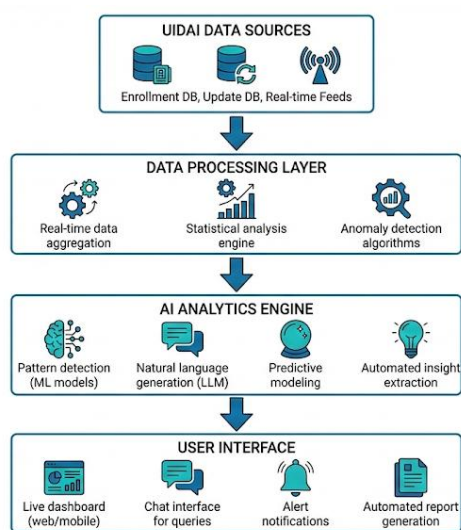 UIDAI DATA SOURCES
Enrollment DB, Update DB, Real-time Feeds
DATA PROCESSING LAYER
Real-time data
aggregation
Statistical analysis
engine
Anomaly detection
algorithms
AI ANALYTICS ENGINE
Pattern detection
(ML models)
Natural language
generation (LLM)
Predictive
modeling
Automated insight
extraction
USER INTERFACE
Live dashboard
(web/mobile)
Chat interface
for queries
Alert
notifications
Automated report
generation